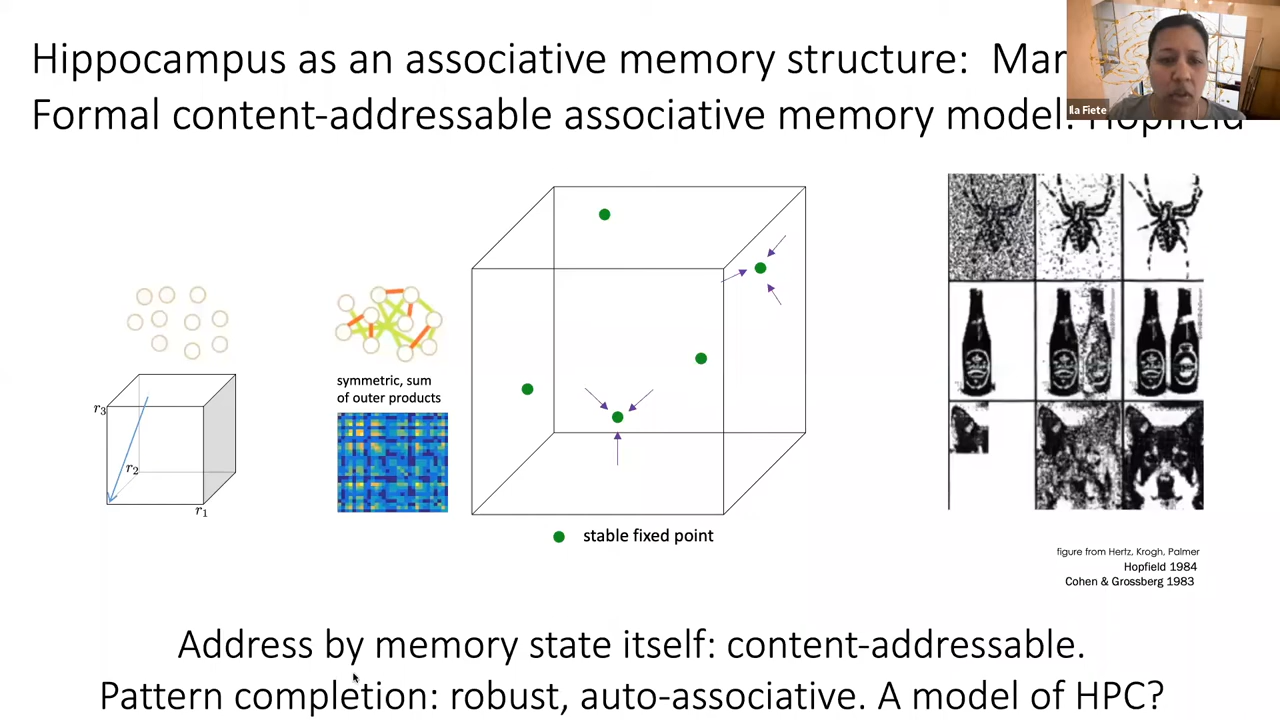 Hippocampus as an associative memory structure:
Formal content-addressable associative memory model:
Ila Fiete
symmetric, sum
of outer products
r3
r2
r1
stable fixed point
figure from Hertz, Krogh, Palmer
Hopfield 1984
Cohen & Grossberg 1983
Address by memory state itself: content-addressable.
Pattern completion: robust, auto-associative. A model of HPC?